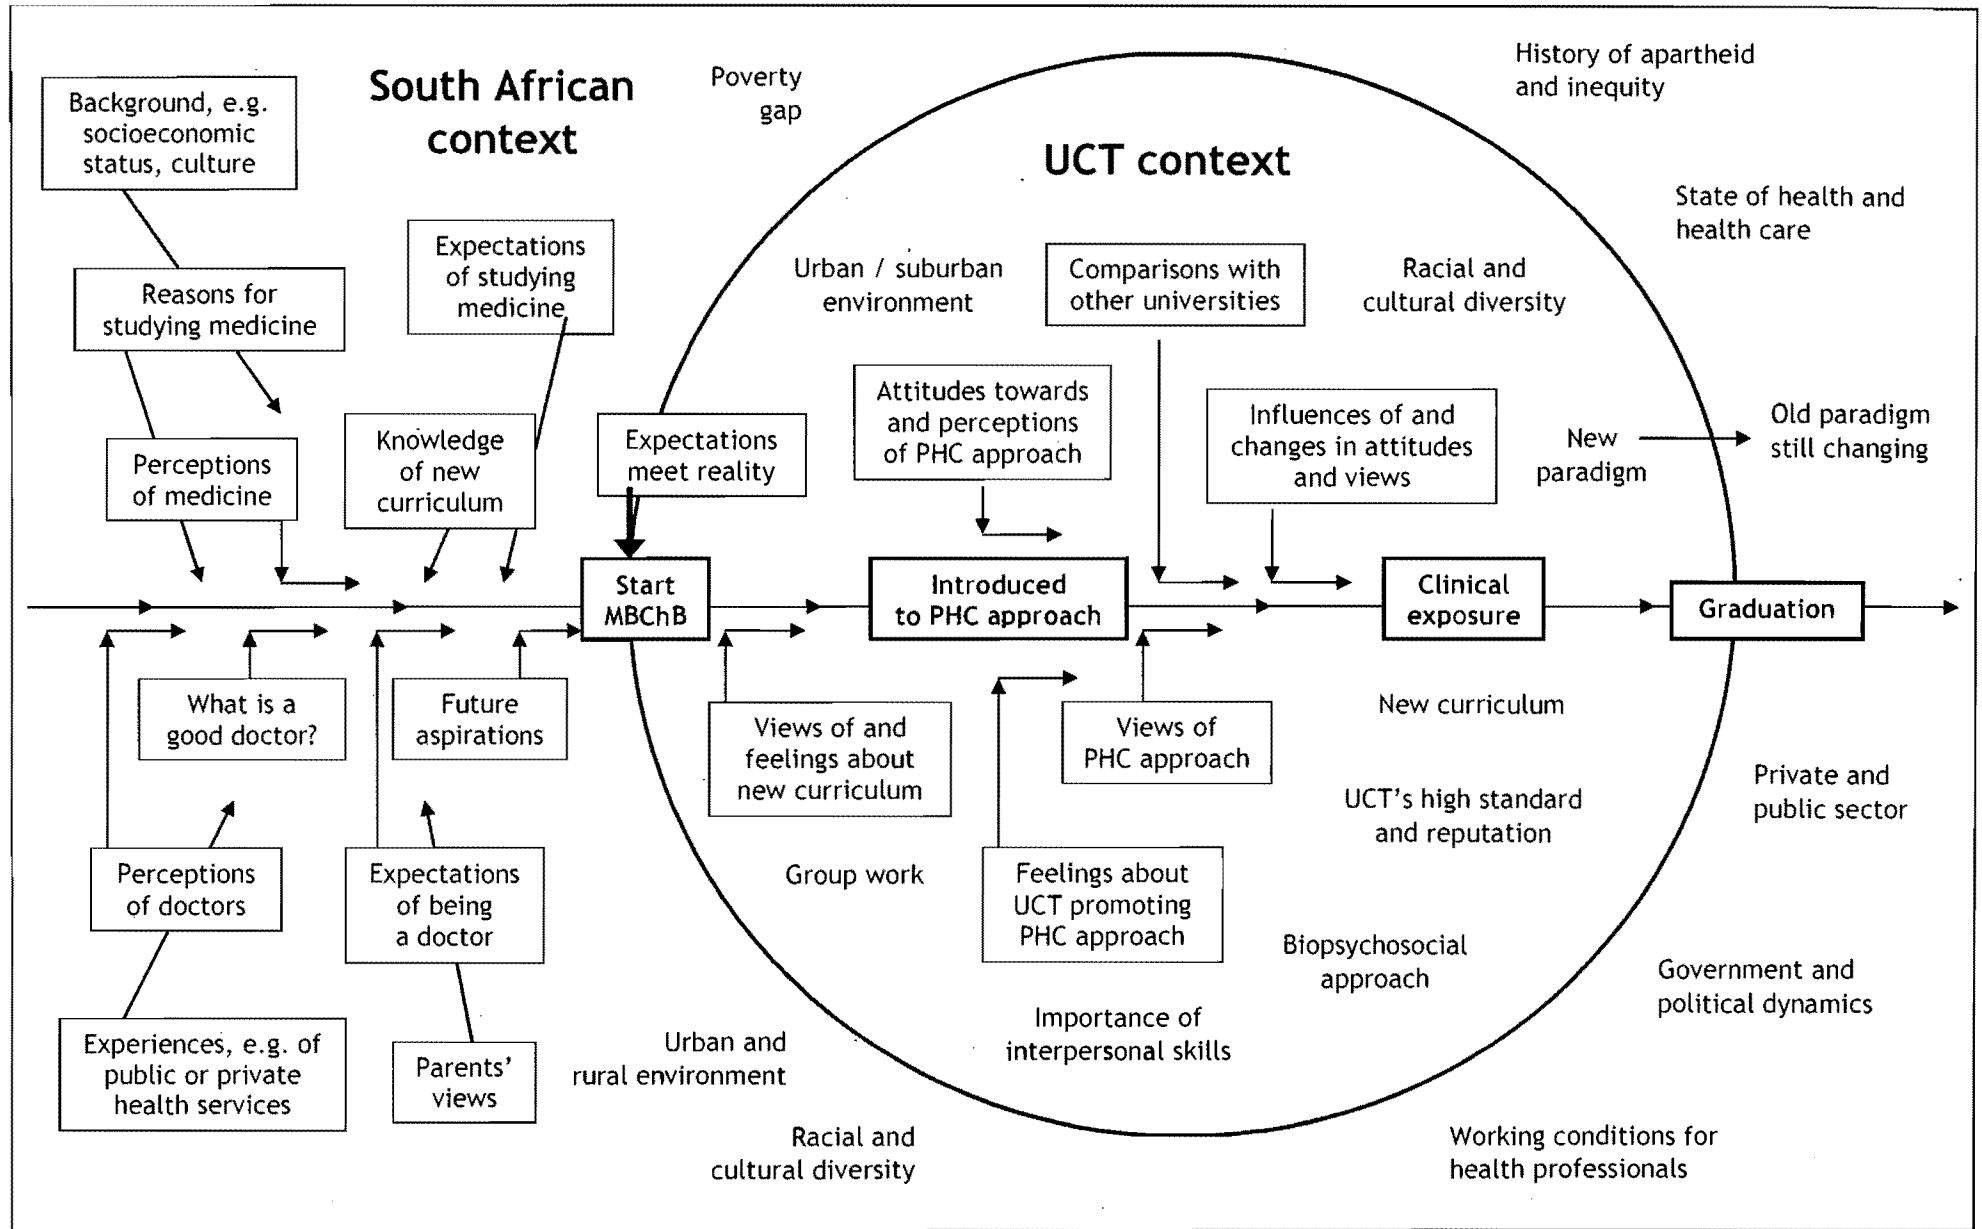 South African
context
UCT context
Background, e.g.
socioeconomic
status, culture
Reasons for
studying medicine
Perceptions
of medicine
Expectations
of studying
medicine
Knowledge
of new
curriculum
Expectations
meet reality
Poverty
gap
History of apartheid
and inequity
State of health and
health care
Urban / suburban
environment
Comparisons with
other universities
Racial and
cultural diversity
Attitudes towards
and perceptions
of PHC approach
Influences of and
changes in attitudes
and views
New
paradigm
Old paradigm
still changing
Start
MBChB
Introduced
to PHC approach
Clinical
exposure
Graduation
What is a
good doctor?
Future
aspirations
Views of and
feelings about
new curriculum
Views of
PHC approach
New curriculum
UCT's high standard
and reputation
Private and
public sector
Perceptions
of doctors
Expectations
of being
a doctor
Group work
Feelings about
UCT promoting
PHC approach
Biopsychosocial
approach
Government and
political dynamics
Experiences, e.g. of
public or private
health services
Parents'
views
Urban and
rural environment
Importance of
interpersonal skills
Racial and
cultural diversity
Working conditions for
health professionals